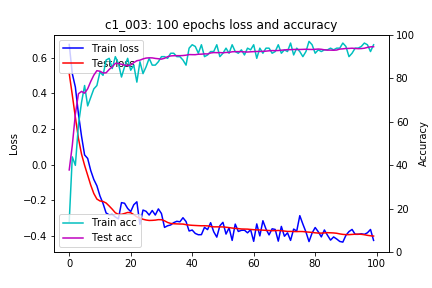 c1_003: 100 epochs loss and accuracy
Train loss
Test loss
Train acc
Test acc
Loss
0.6
0.4
0.2
0.0
−0.2
−0.4
0
20
40
60
80
100
Accuracy
100
80
60
40
20
0